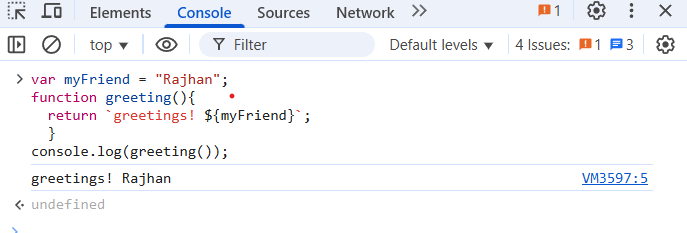 Elements Console Sources Network 1
top Filter Default levels 4 Issues: 1 3
var myFriend = "Rajhan";
function greeting(){
  return `greetings! ${myFriend}`;
  }
console.log(greeting());
greetings! Rajhan VM3597:5
undefined